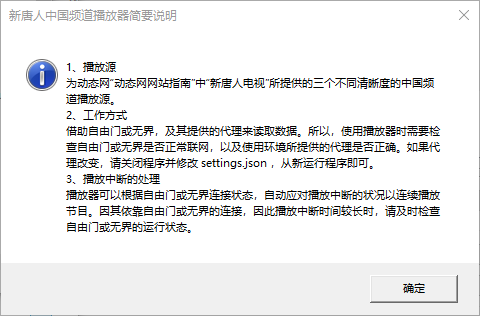 新唐人中国频道播放器简要说明
1、播放源
为动态网“动态网网站指南”中“新唐人电视”所提供的三个不同清晰度的中国频
道播放源。
2、工作方式
借助自由门或无界，及其提供的代理来读取数据。所以，使用播放器时需要检
查自由门或无界是否正常联网，以及使用环境所提供的代理是否正确。如果代
理改变，请关闭程序并修改 settings.json ，从新运行程序即可。
3、播放中断的处理
播放器可以根据自由门或无界连接状态，自动应对播放中断的状况以连续播放
节目。因其依靠自由门或无界的连接，因此播放中断时间较长时，请及时检查
自由门或无界的运行状态。
确定